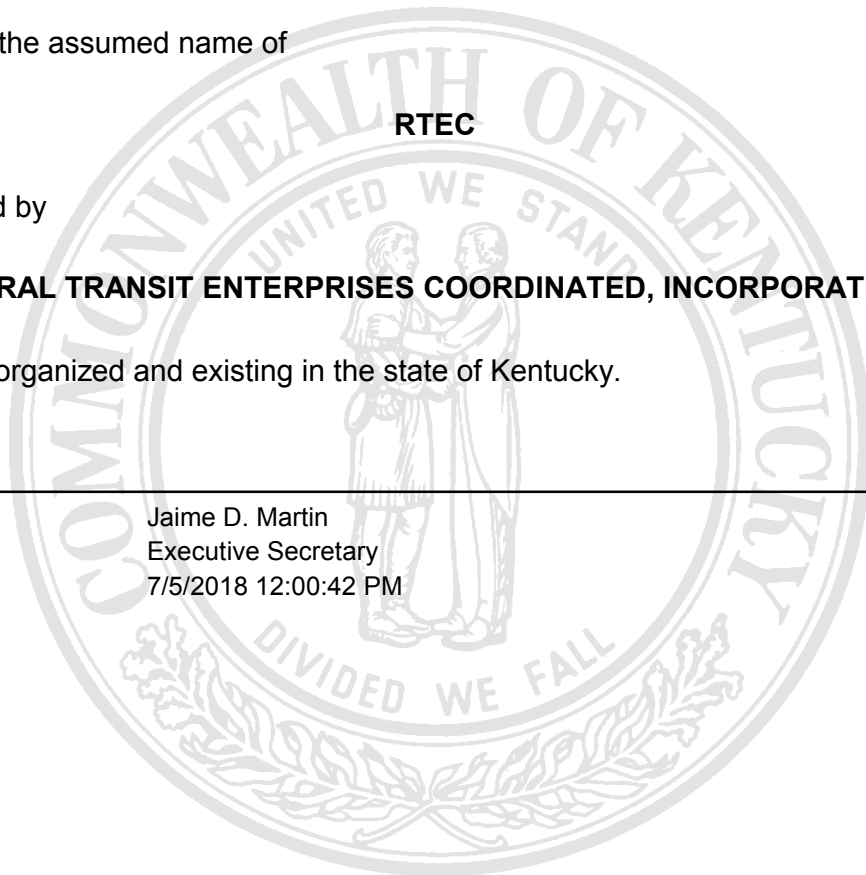 the assumed name of
RTEC
d by
RAL TRANSIT ENTERPRISES COORDINATED, INCORPORAT
organized and existing in the state of Kentucky.
Jaime D. Martin
Executive Secretary
7/5/2018 12:00:42 PM
COMMONWEALTH OF KENTUCKY
UNITED WE STAND
DIVIDED WE FALL